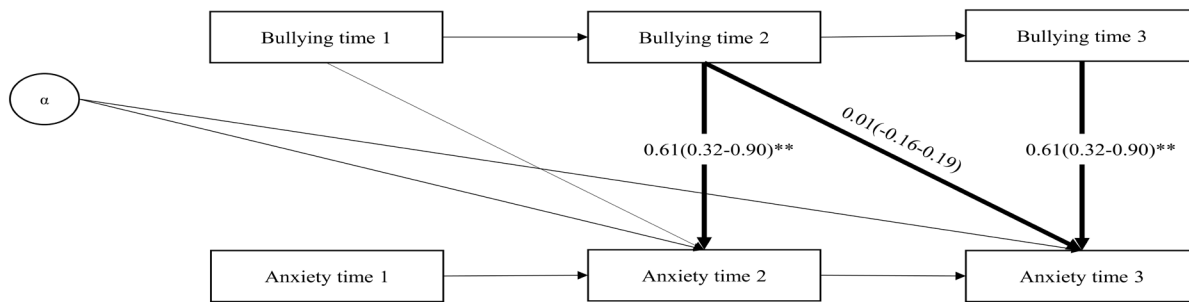 Bullying time 1
Bullying time 2
Bullying time 3
α
0.01(-0.16-0.19)
0.61(0.32-0.90)**
0.61(0.32-0.90)**
Anxiety time 1
Anxiety time 2
Anxiety time 3